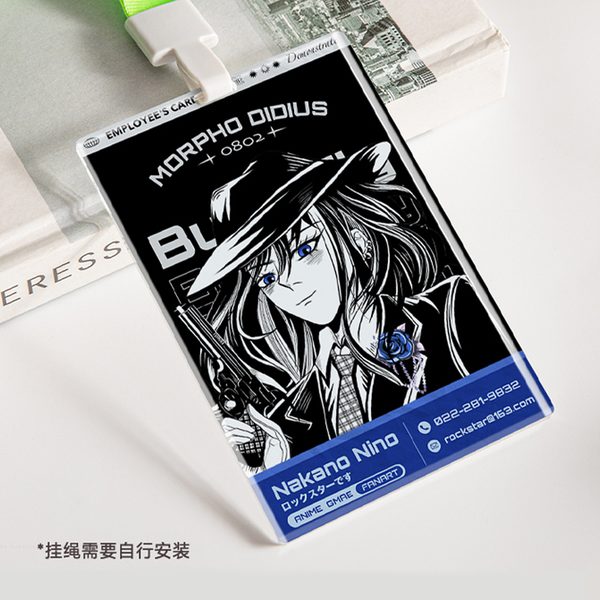 EMPLOYEE'S CARD
Demonstrate
MORPHO DIDIUS
0802
Bu
ERESS
022-281-9832
rockstar@163.com
Nakano Nino
ロックスターです
ANIME GMAE FANART
*挂绳需要自行安装